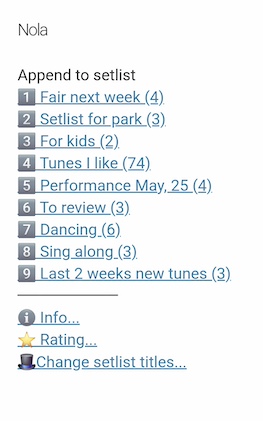 Nola
Append to setlist
1 Fair next week (4)
2 Setlist for park (3)
3 For kids (2)
4 Tunes I like (74)
5 Performance May, 25 (4)
6 To review (3)
7 Dancing (6)
8 Sing along (3)
9 Last 2 weeks new tunes (3)
Info...
Rating...
Change setlist titles...